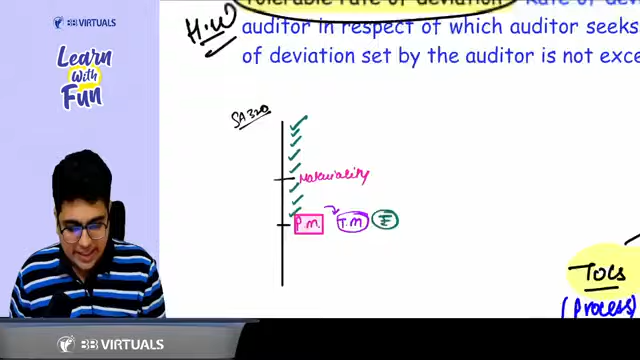 BB VIRTUALS
Learn
With
Fun
Tolerable rate of deviation
H.W
auditor in respect of which auditor seeks
of deviation set by the auditor is not exce
SA 320
Materiality
P.M.
T.M
TOCs
(Process)
BB VIRTUALS